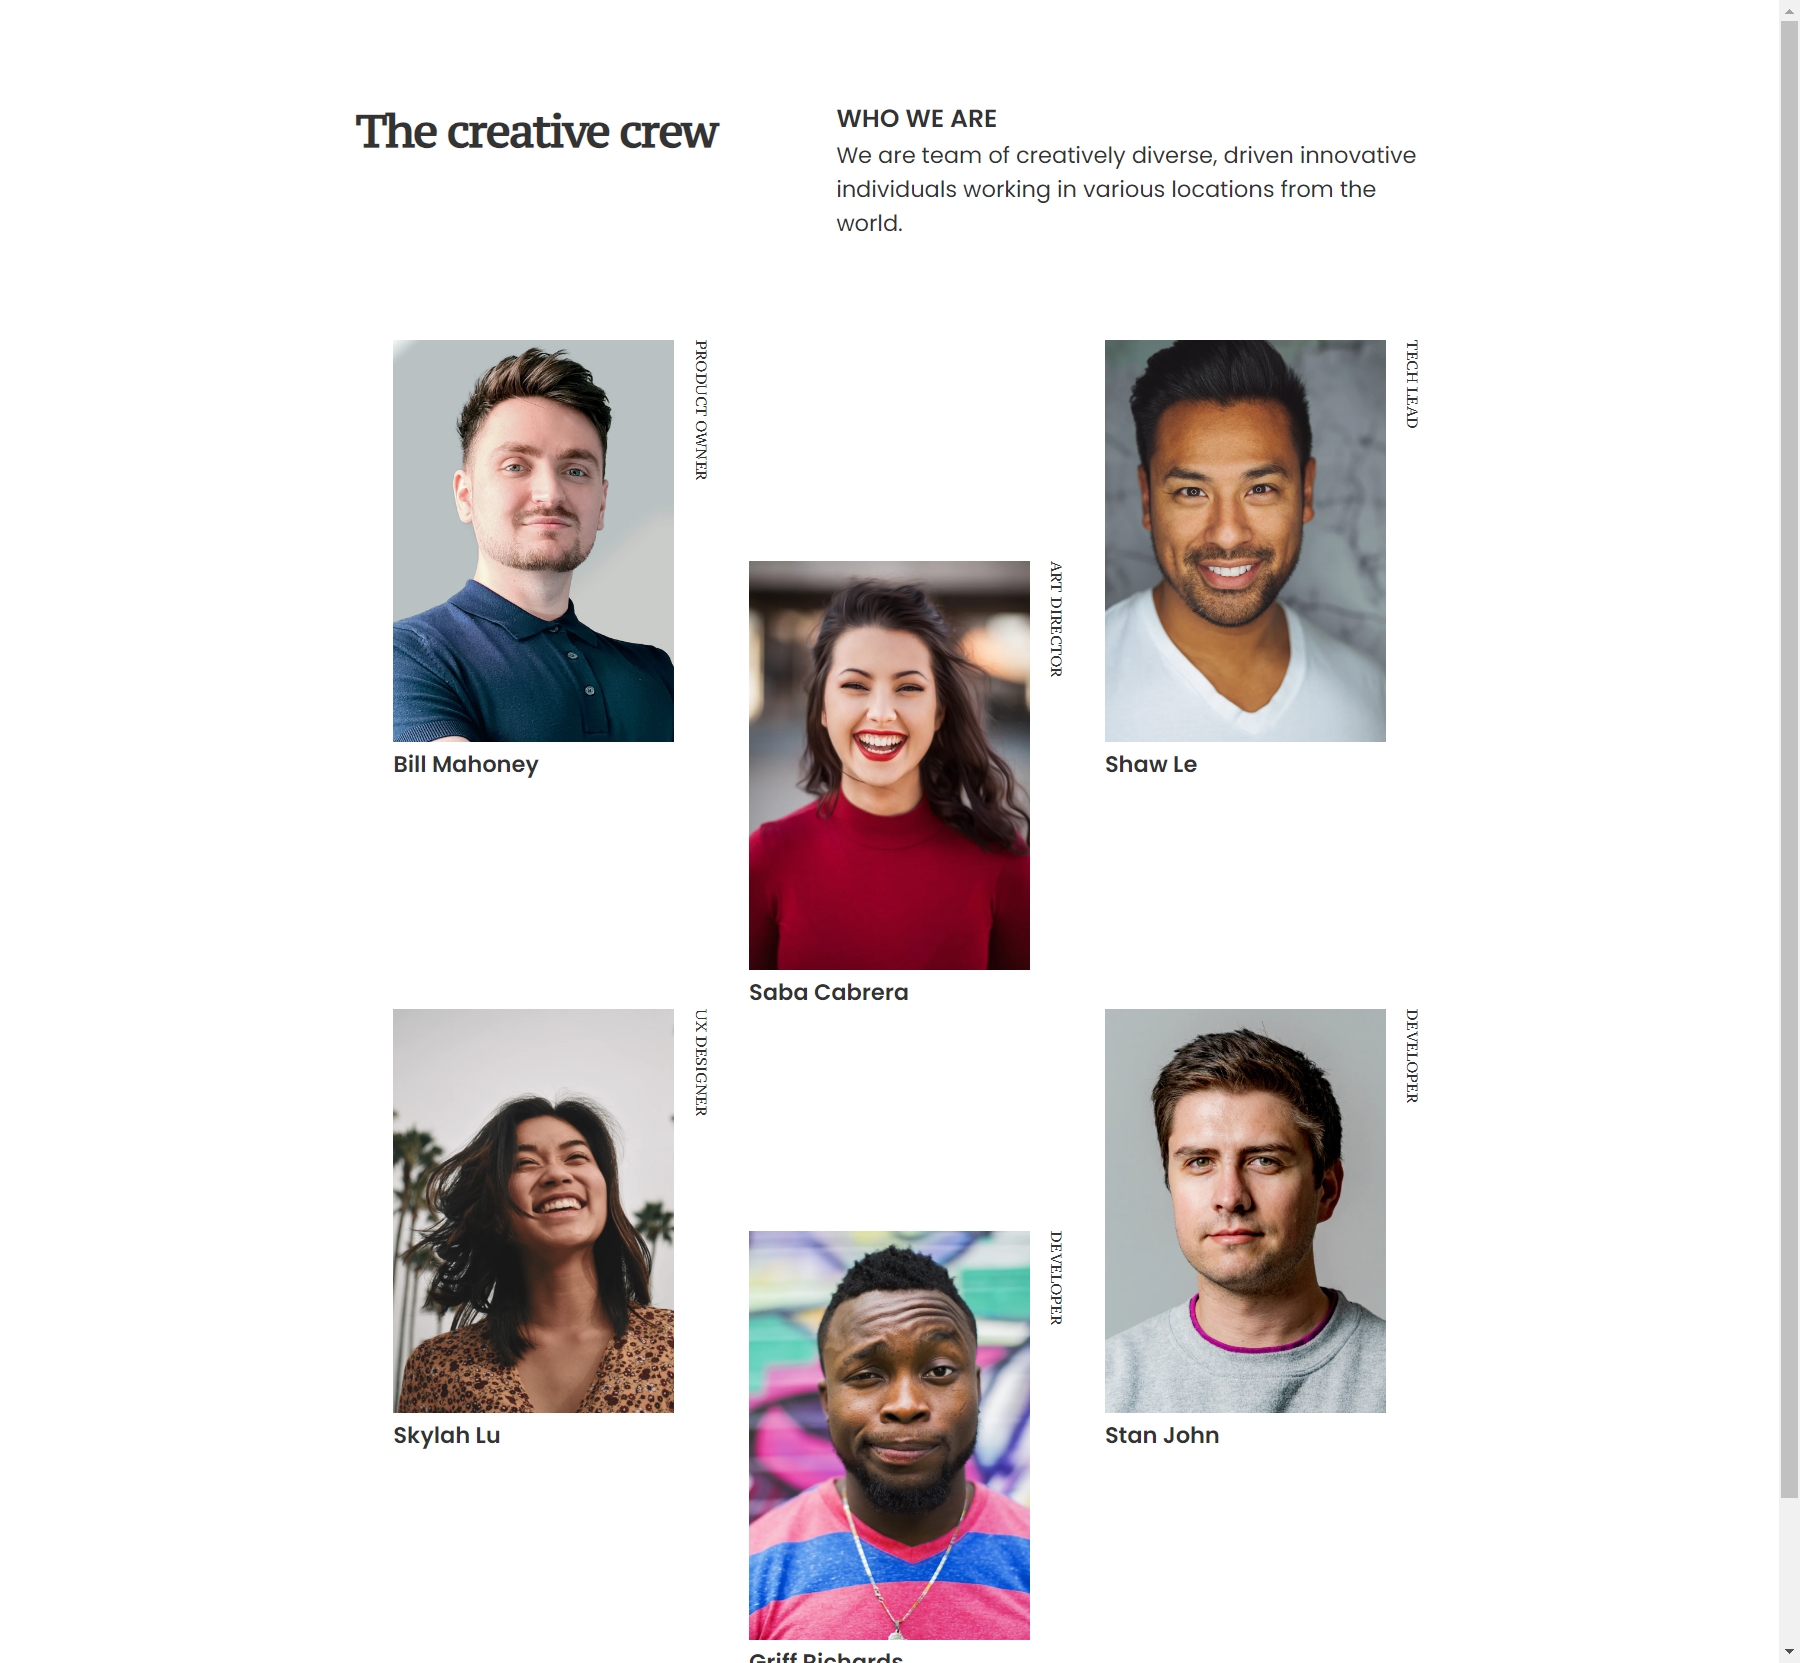 The creative crew
WHO WE ARE
We are team of creatively diverse, driven innovative
individuals working in various locations from the
world.
PRODUCT OWNER
Bill Mahoney
ART DIRECTOR
Saba Cabrera
TECH LEAD
Shaw Le
UX DESIGNER
Skylah Lu
DEVELOPER
Griff Richards
DEVELOPER
Stan John